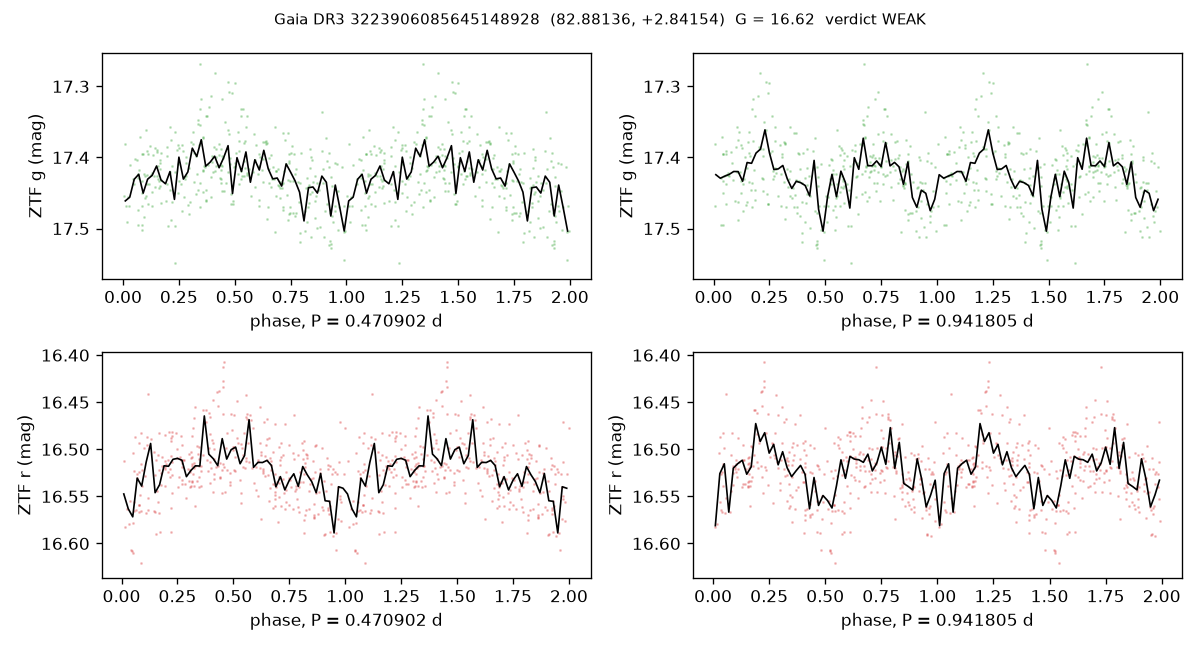 Gaia DR3 3223906085645148928  (82.88136, +2.84154)  G = 16.62  verdict WEAK
ZTF g (mag)
17.3
17.4
17.5
0.00 0.25 0.50 0.75 1.00 1.25 1.50 1.75 2.00
phase, P = 0.470902 d
ZTF g (mag)
17.3
17.4
17.5
0.00 0.25 0.50 0.75 1.00 1.25 1.50 1.75 2.00
phase, P = 0.941805 d
ZTF r (mag)
16.40
16.45
16.50
16.55
16.60
0.00 0.25 0.50 0.75 1.00 1.25 1.50 1.75 2.00
phase, P = 0.470902 d
ZTF r (mag)
16.40
16.45
16.50
16.55
16.60
0.00 0.25 0.50 0.75 1.00 1.25 1.50 1.75 2.00
phase, P = 0.941805 d